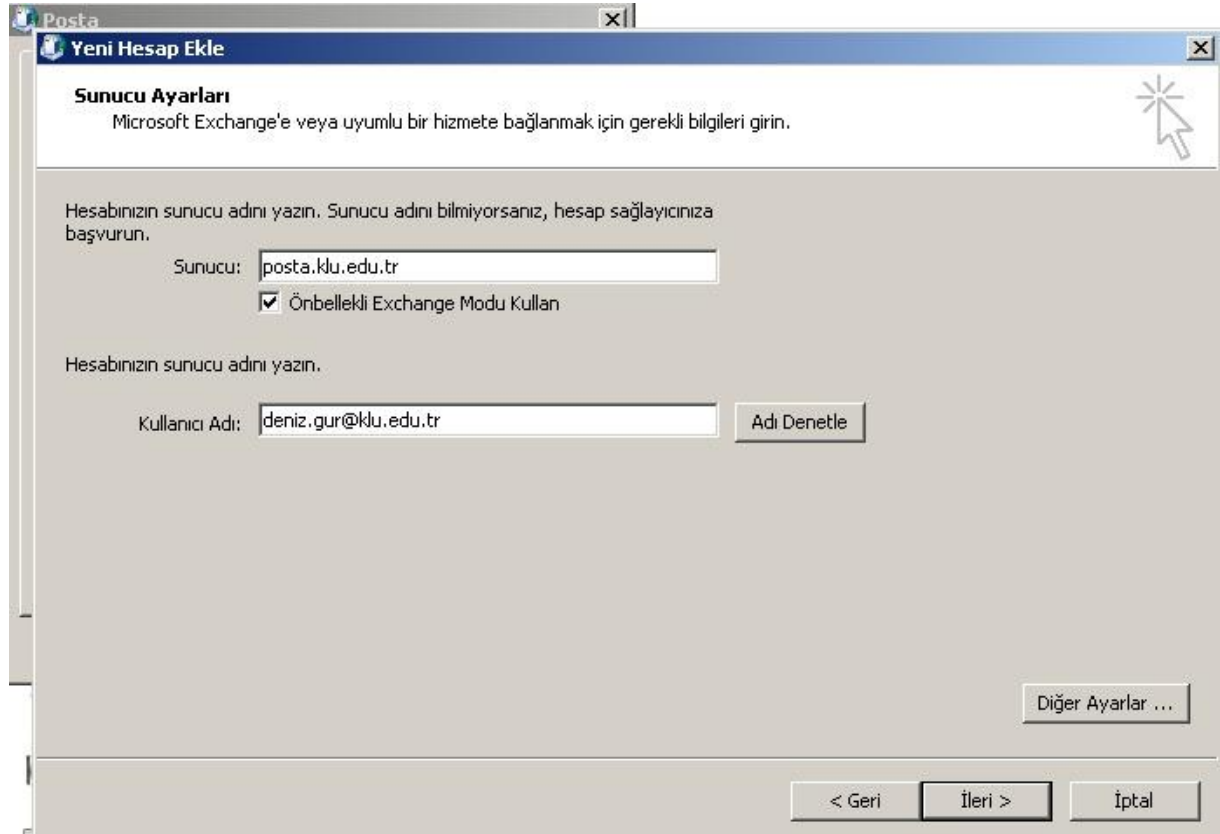 Posta
Yeni Hesap Ekle
Sunucu Ayarları
Microsoft Exchange'e veya uyumlu bir hizmete bağlanmak için gerekli bilgileri girin.
Hesabınızın sunucu adını yazın. Sunucu adını bilmiyorsanız, hesap sağlayıcınıza
başvurun.
Sunucu: posta.klu.edu.tr
Önbellekli Exchange Modu Kullan
Hesabınızın sunucu adını yazın.
Kullanıcı Adı: deniz.gur@klu.edu.tr Adı Denetle
Diğer Ayarlar ...
< Geri İleri > İptal